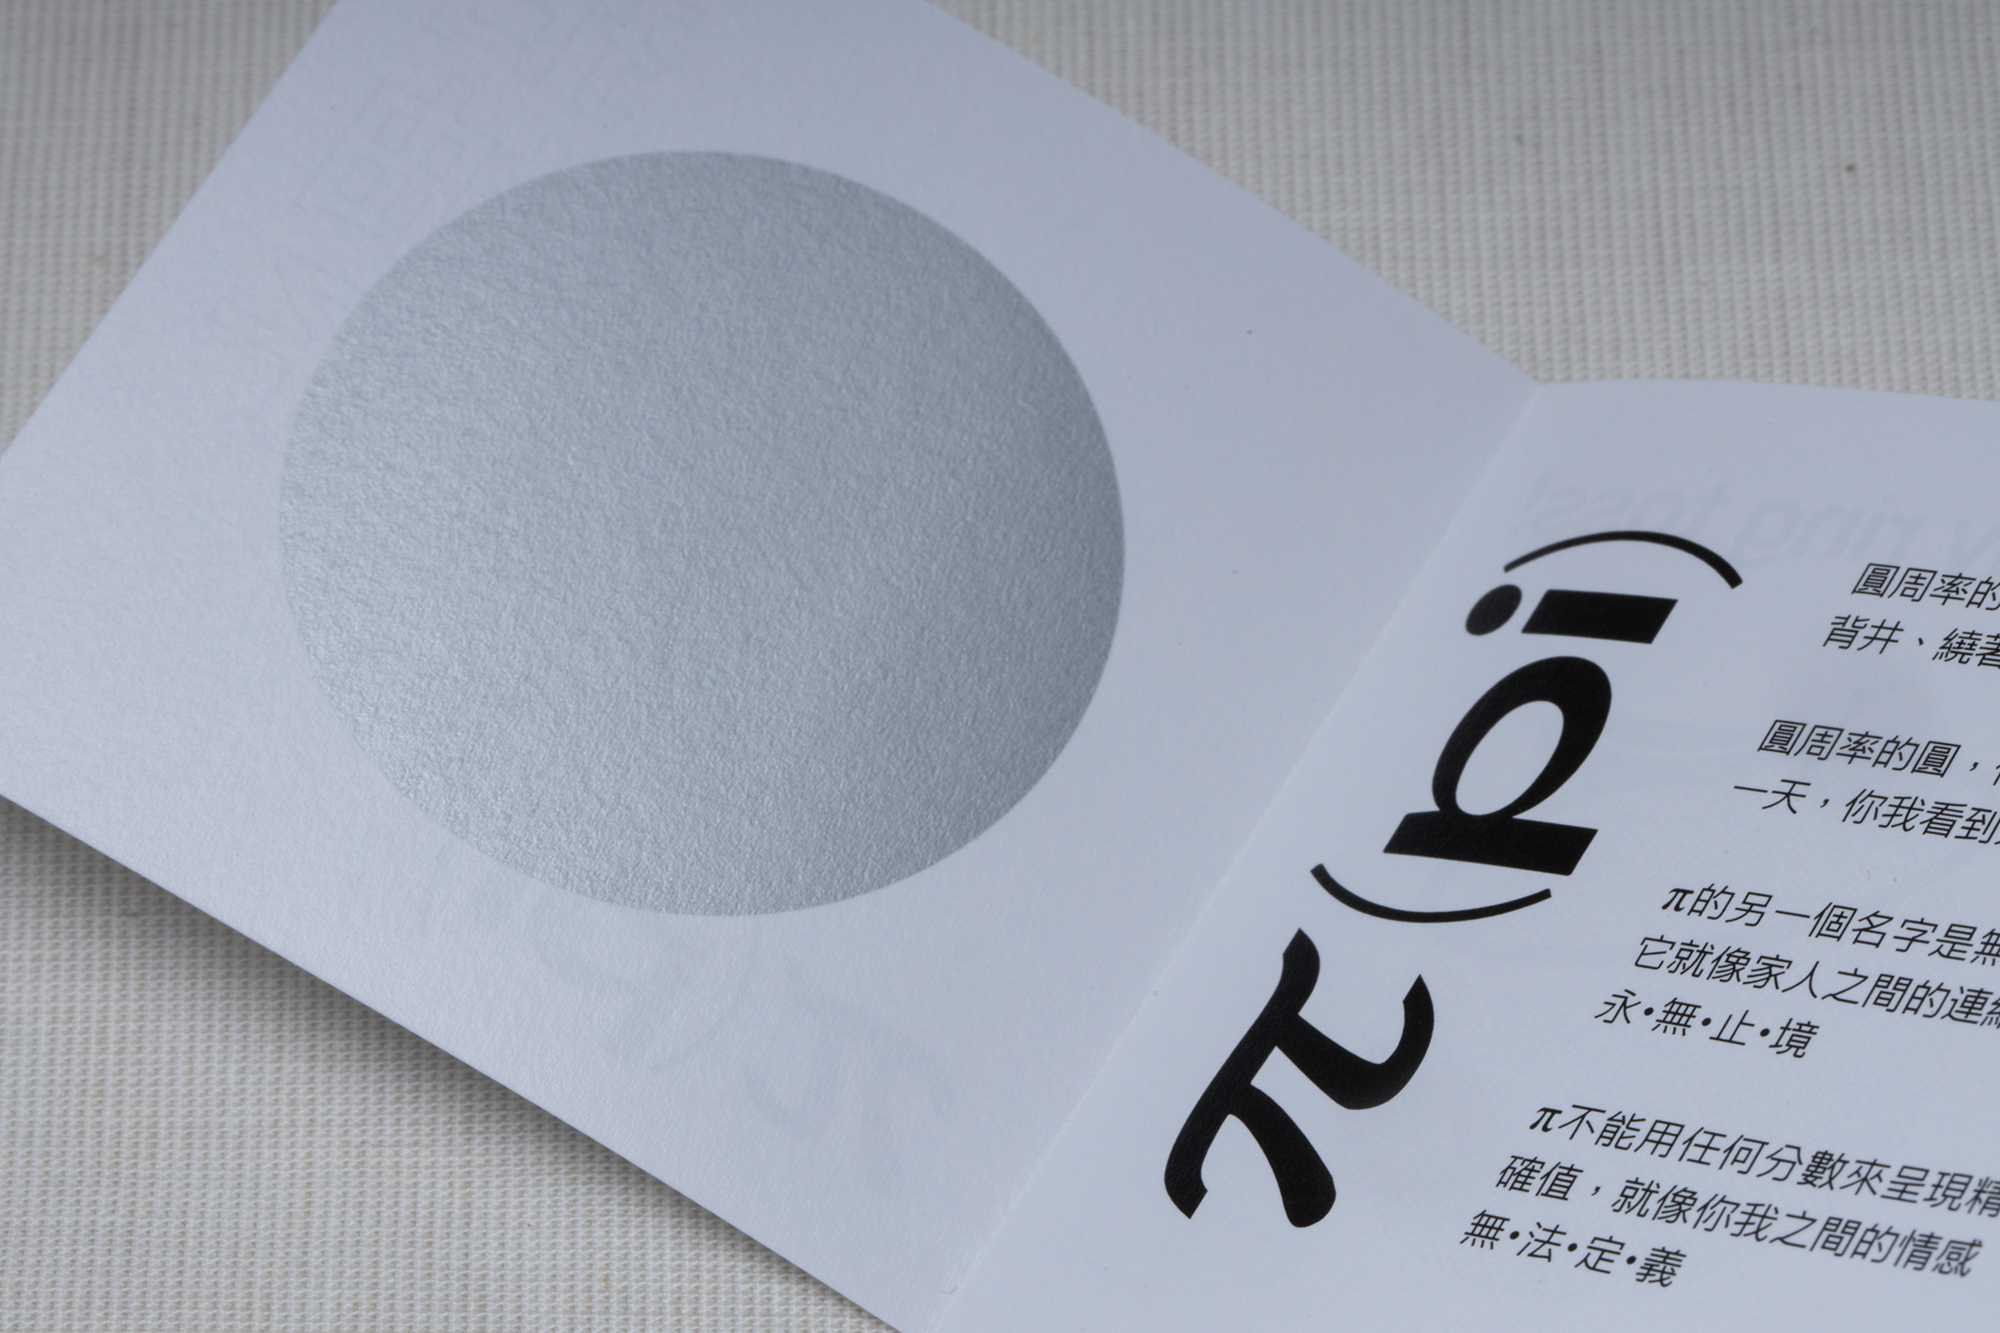 π(pi)
圓周率的
背井、繞著
圓周率的圓，
一天，你我看到
π的另一個名字是無
它就像家人之間的連結
永•無•止•境
π不能用任何分數來呈現精
確值，就像你我之間的情感
無•法•定•義
ring toss!